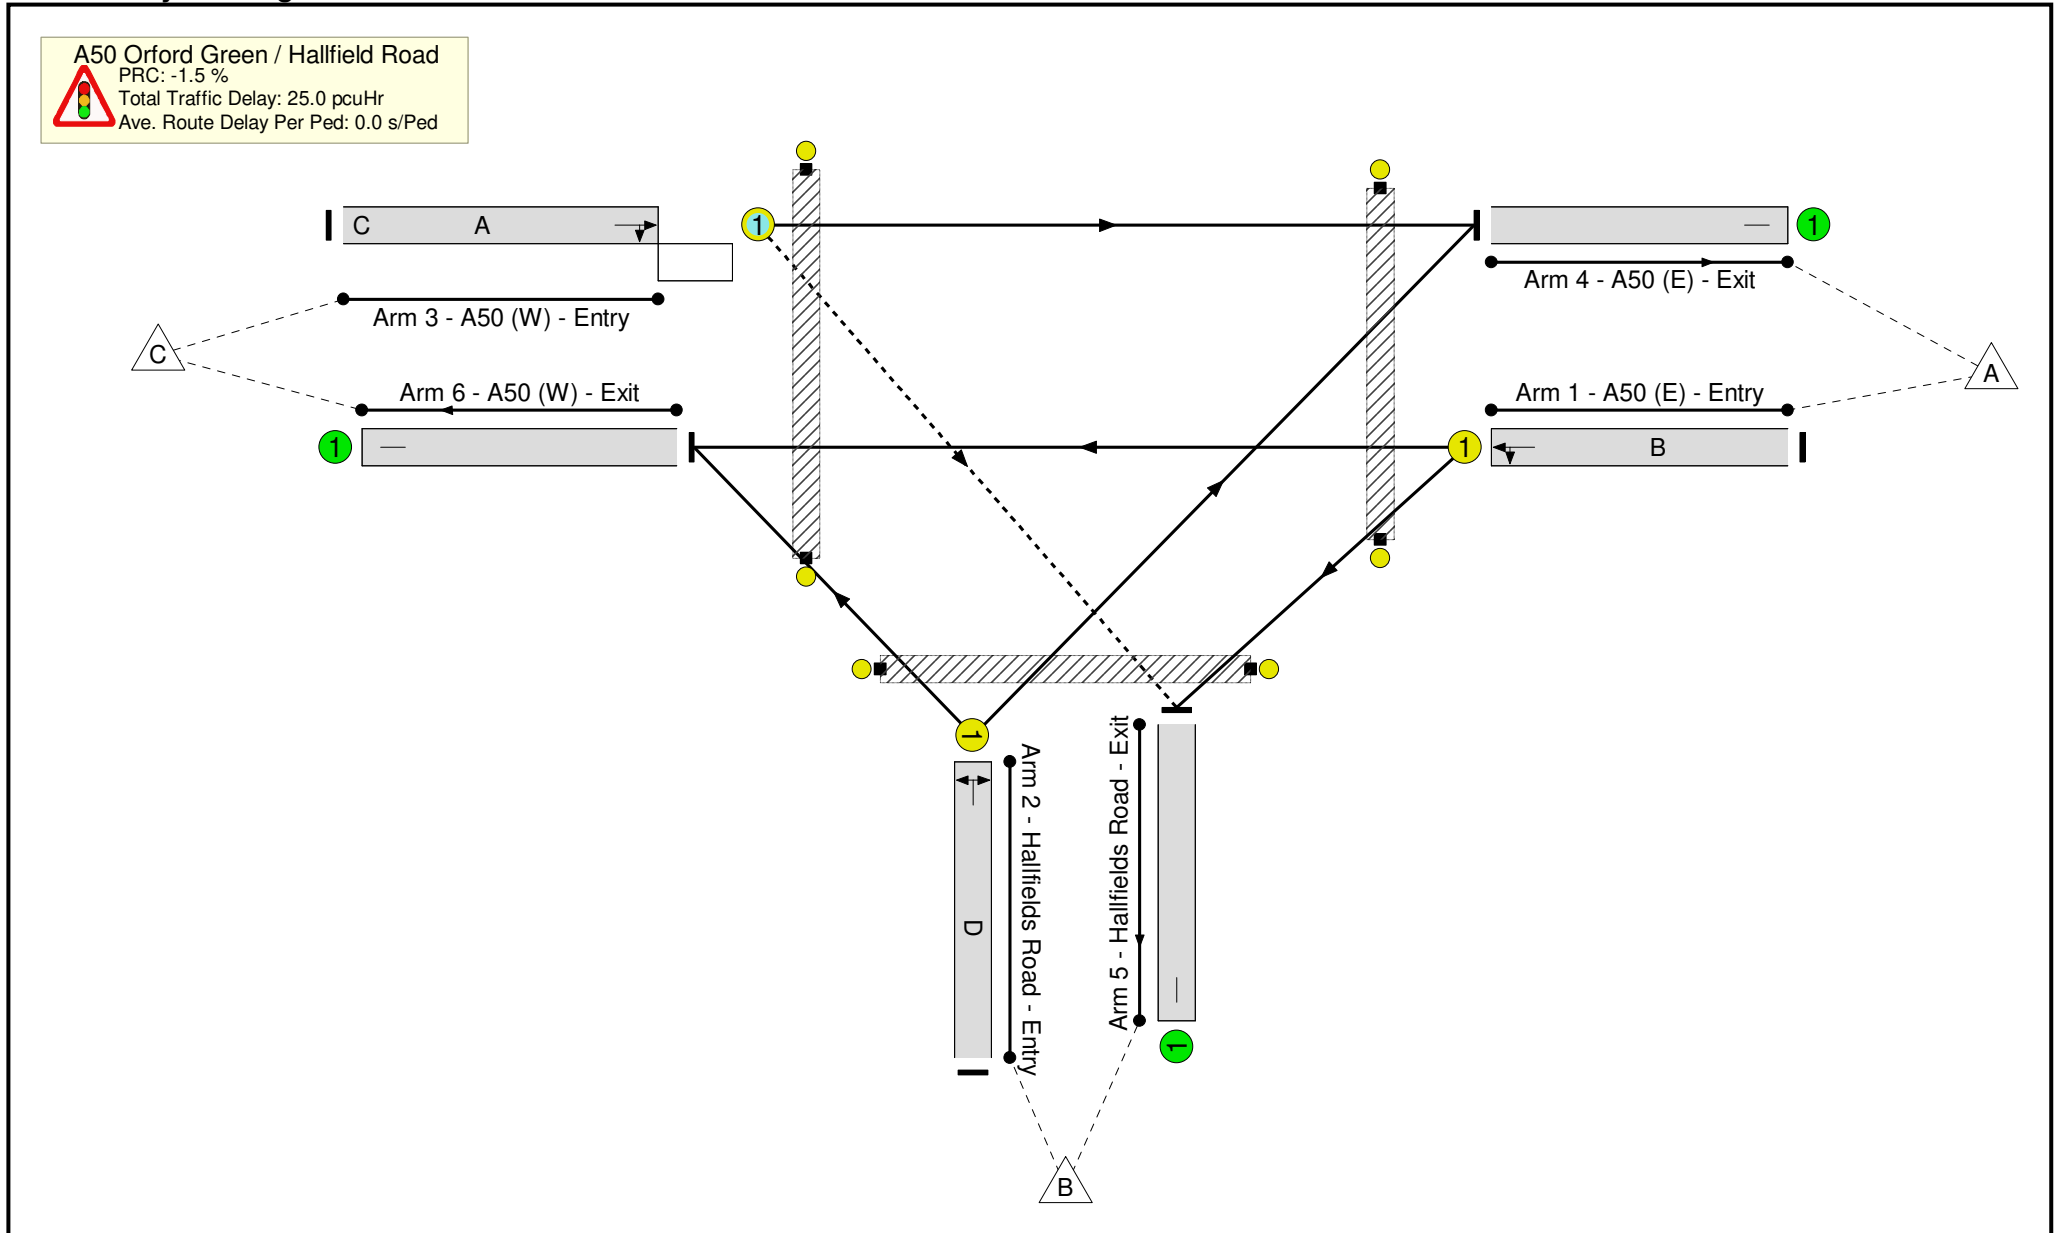 A50 Orford Green / Hallfield Road
PRC: -1.5 %
Total Traffic Delay: 25.0 pcuHr
Ave. Route Delay Per Ped: 0.0 s/Ped
C A
1
1
Arm 3 - A50 (W) - Entry
Arm 4 - A50 (E) - Exit
C
A
Arm 6 - A50 (W) - Exit
Arm 1 - A50 (E) - Entry
1
1
B
1
Arm 2 - Hallfields Road - Entry
Arm 5 - Hallfields Road - Exit
D
1
B